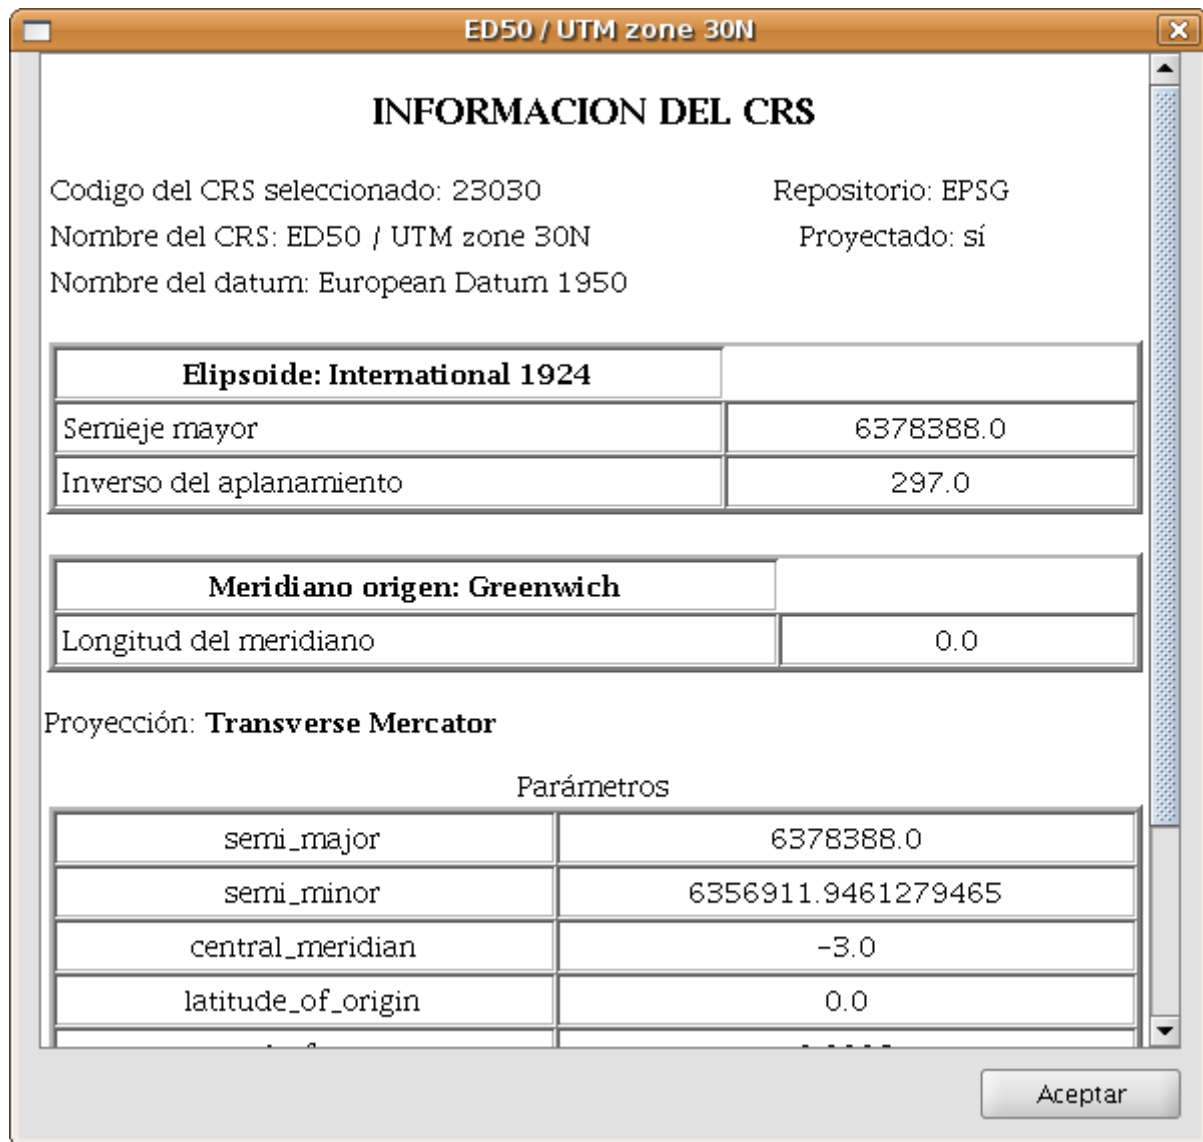 ED50 / UTM zone 30N
INFORMACION DEL CRS
Codigo del CRS seleccionado: 23030 Repositorio: EPSG
Nombre del CRS: ED50 / UTM zone 30N Proyectado: sí
Nombre del datum: European Datum 1950
Elipsoide: International 1924
Semieje mayor 6378388.0
Inverso del aplanamiento 297.0
Meridiano origen: Greenwich
Longitud del meridiano 0.0
Proyección: Transverse Mercator
Parámetros
semi_major 6378388.0
semi_minor 6356911.9461279465
central_meridian -3.0
latitude_of_origin 0.0
Aceptar